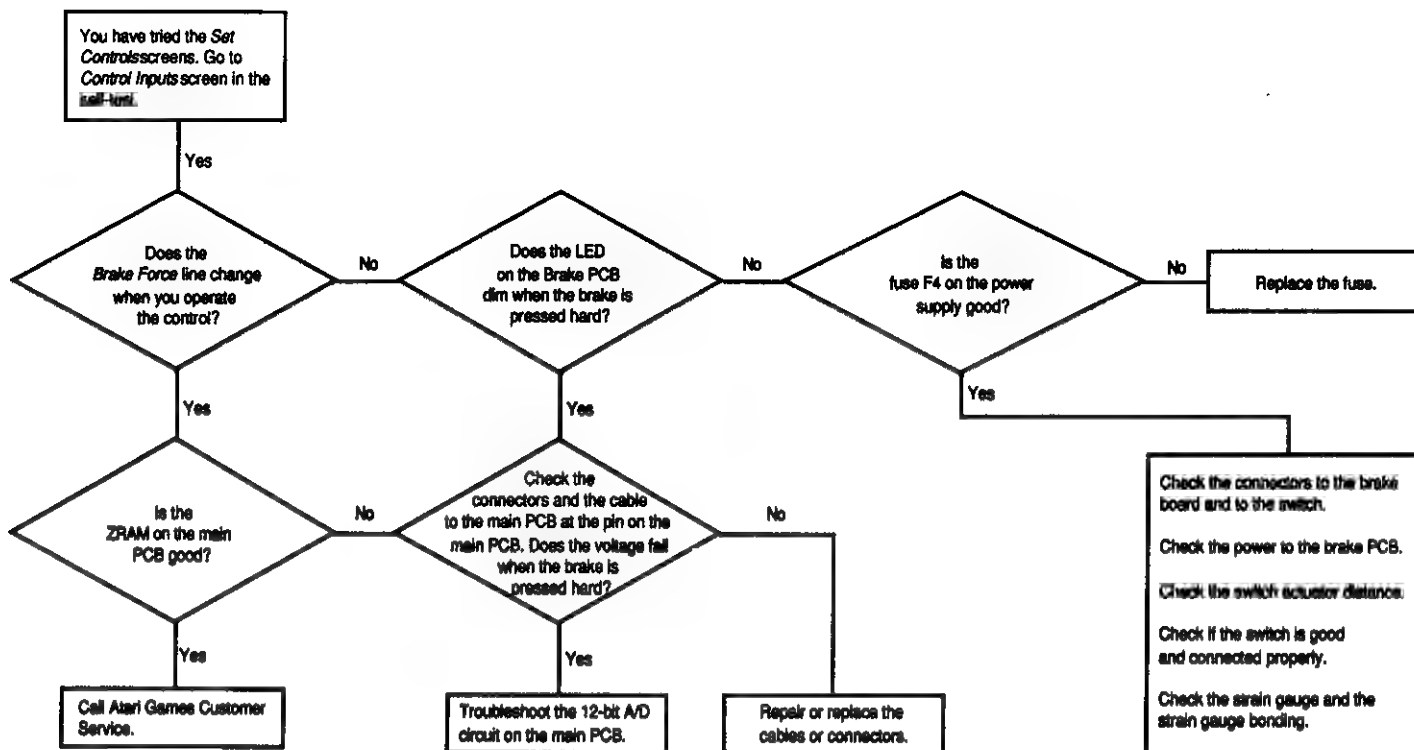 You have tried the Set
Controlsscreens. Go to
Control Inputsscreen in the
self-test.
Yes
Does the
Brake Force line change
when you operate
the control?
No
Does the LED
on the Brake PCB
dim when the brake is
pressed hard?
No
Is the
fuse F4 on the power
supply good?
No
Replace the fuse.
Yes
Yes
Yes
Is the
ZRAM on the main
PCB good?
No
Check the
connectors and the cable
to the main PCB at the pin on the
main PCB. Does the voltage fall
when the brake is
pressed hard?
No
Check the connectors to the brake
board and to the switch.
Check the power to the brake PCB.
Check the switch actuator distance.
Check if the switch is good
and connected properly.
Check the strain gauge and the
strain gauge bonding.
Yes
Yes
Call Atari Games Customer
Service.
Troubleshoot the 12-bit A/D
circuit on the main PCB.
Repair or replace the
cables or connectors.